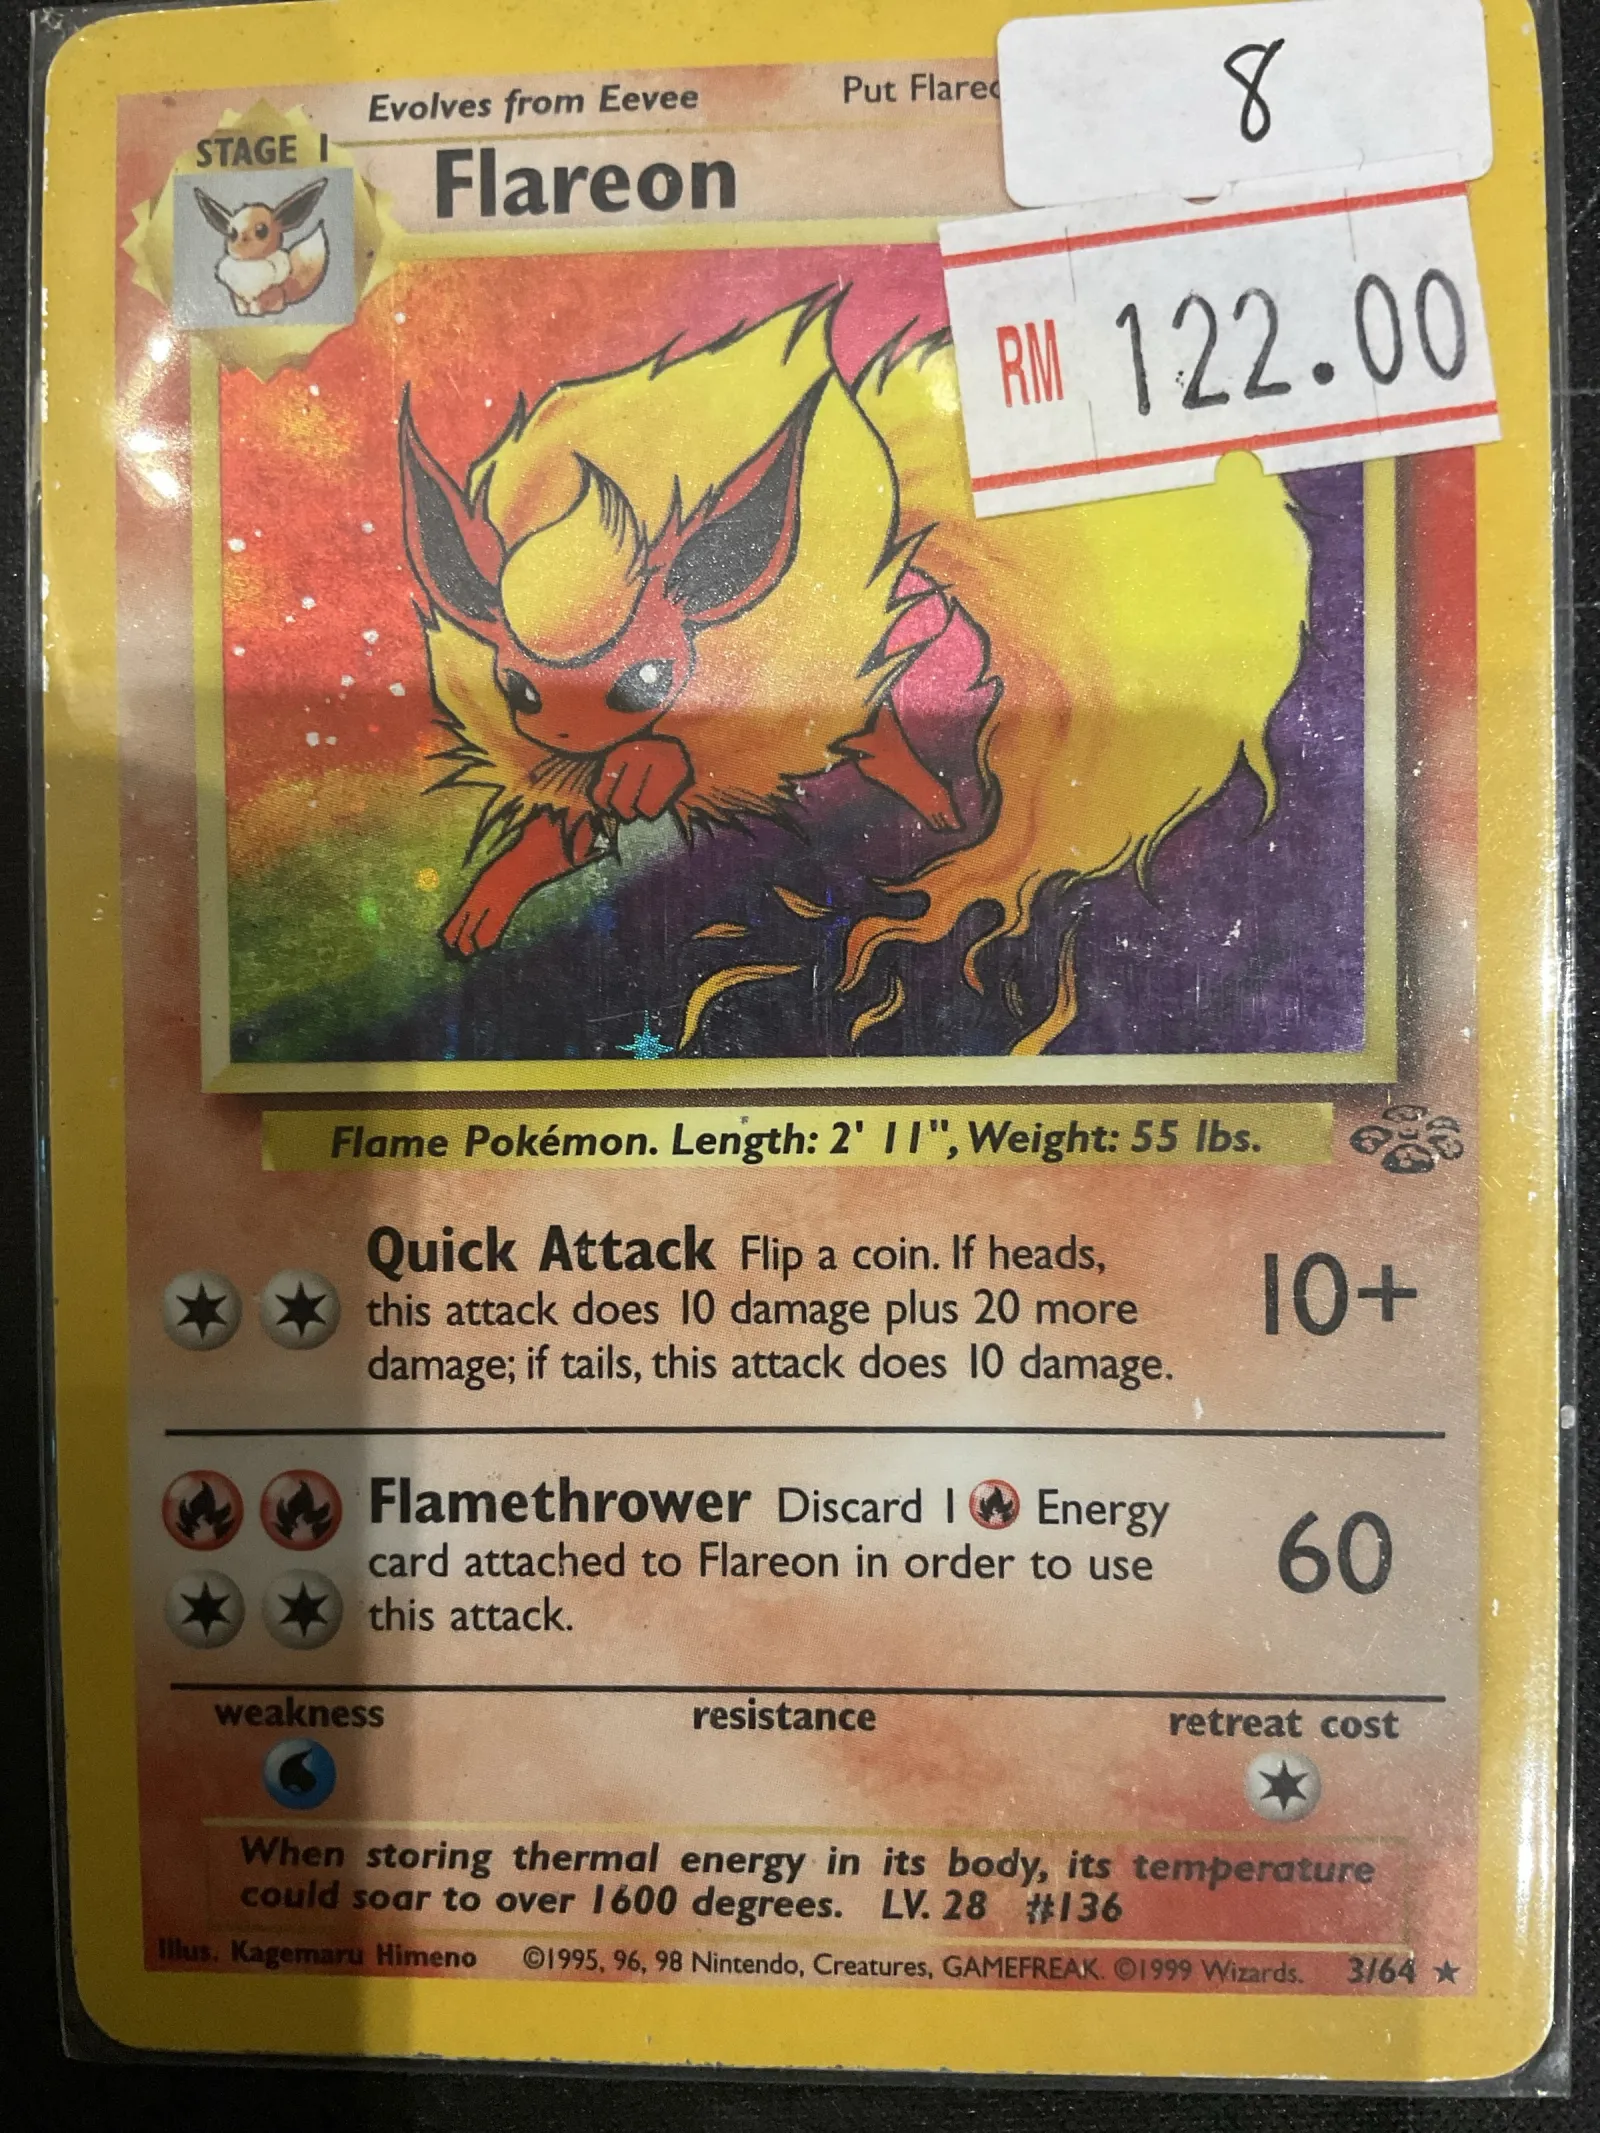 8
Evolves from Eevee
Put
STAGE 1
Flareon
RM 122.00
Flame Pokémon. Length: 2' 11", Weight: 55 lbs.
Quick Attack Flip a coin. If heads,
this attack does 10 damage plus 20 more
damage; if tails, this attack does 10 damage.
10+
Flamethrower Discard 1 Energy
card attached to Flareon in order to use
this attack.
60
weakness
resistance
retreat cost
When storing thermal energy in its body, its temperature
could soar to over 1600 degrees. LV. 28 #136
Illus. Kagemaru Himeno ©1995, 96, 98 Nintendo, Creatures, GAMEFREAK. ©1999 Wizards. 3/64 ★